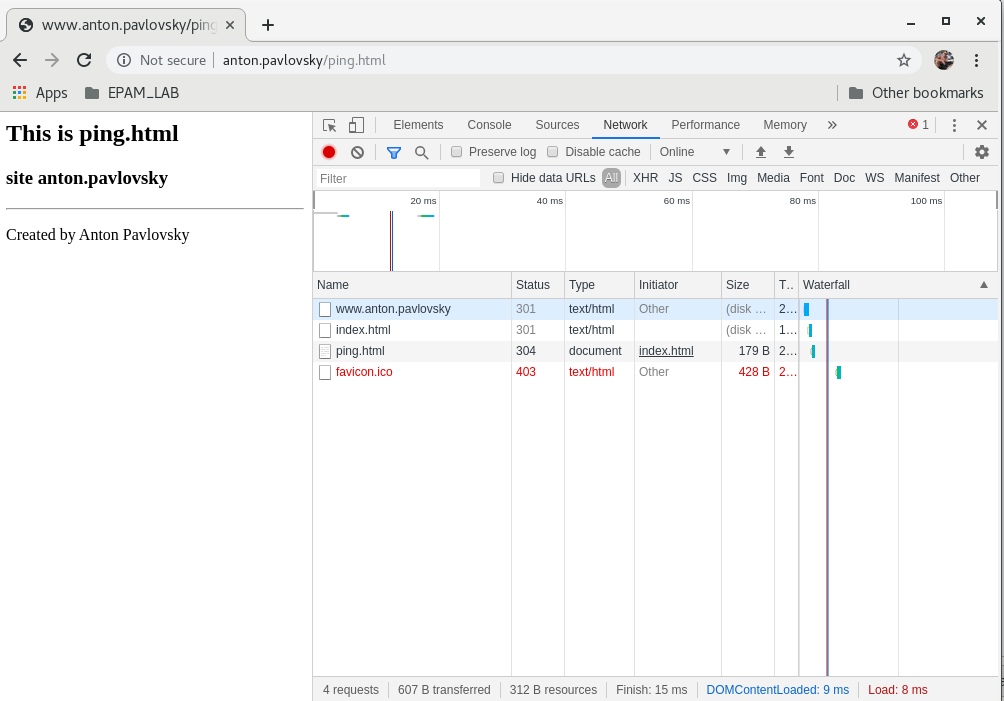 www.anton.pavlovsky/ping
Not secure anton.pavlovsky/ping.html
Apps EPAM_LAB Other bookmarks
This is ping.html
site anton.pavlovsky
Created by Anton Pavlovsky
Elements Console Sources Network Performance Memory 1
Preserve log Disable cache Online
Filter Hide data URLs All XHR JS CSS Img Media Font Doc WS Manifest Other
20 ms 40 ms 60 ms 80 ms 100 ms
Name Status Type Initiator Size T.. Waterfall
www.anton.pavlovsky 301 text/html Other (disk ... 2...
index.html 301 text/html Other (disk ... 1...
ping.html 304 document index.html 179 B 2...
favicon.ico 403 text/html Other 428 B 2...
4 requests 607 B transferred 312 B resources Finish: 15 ms DOMContentLoaded: 9 ms Load: 8 ms